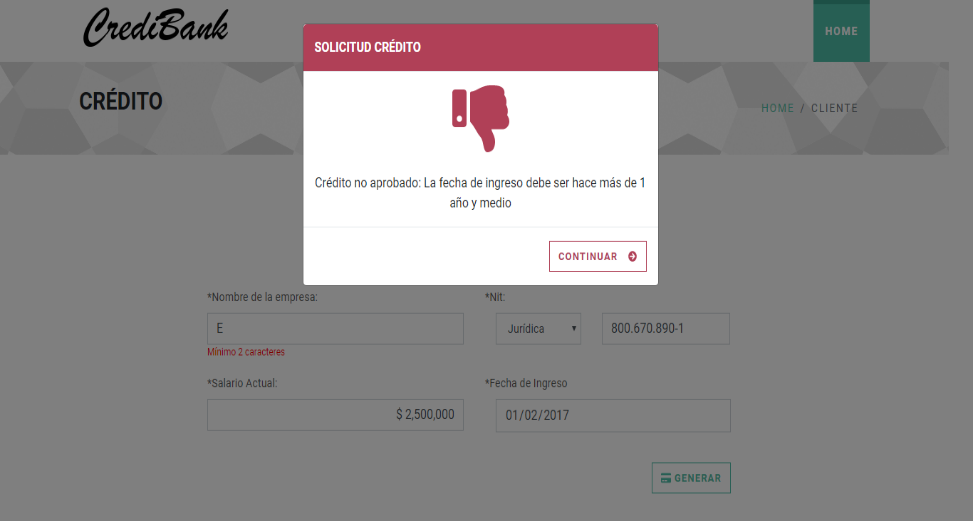 CrediBank
HOME
SOLICITUD CRÉDITO
CRÉDITO
HOME / CLIENTE
Crédito no aprobado: La fecha de ingreso debe ser hace más de 1
año y medio
CONTINUAR
*Nombre de la empresa:
*Nit:
E
Jurídica
800.670.890-1
Mínimo 2 caracteres
*Salario Actual:
*Fecha de Ingreso
$ 2,500,000
01/02/2017
GENERAR